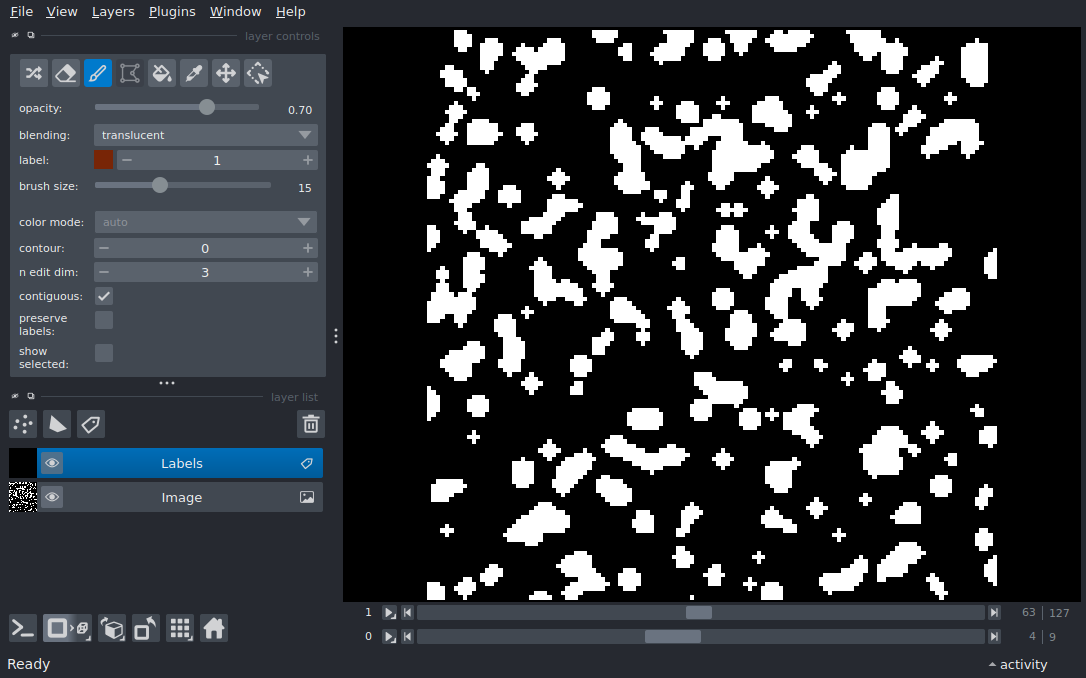 File View Layers Plugins Window Help
layer controls
opacity: 0.70
blending: translucent
label: 1
brush size: 15
color mode: auto
contour: 0
n edit dim: 3
contiguous:
preserve
labels:
show
selected:
layer list
Labels
Image
1 63 127
0 4 9
Ready activity